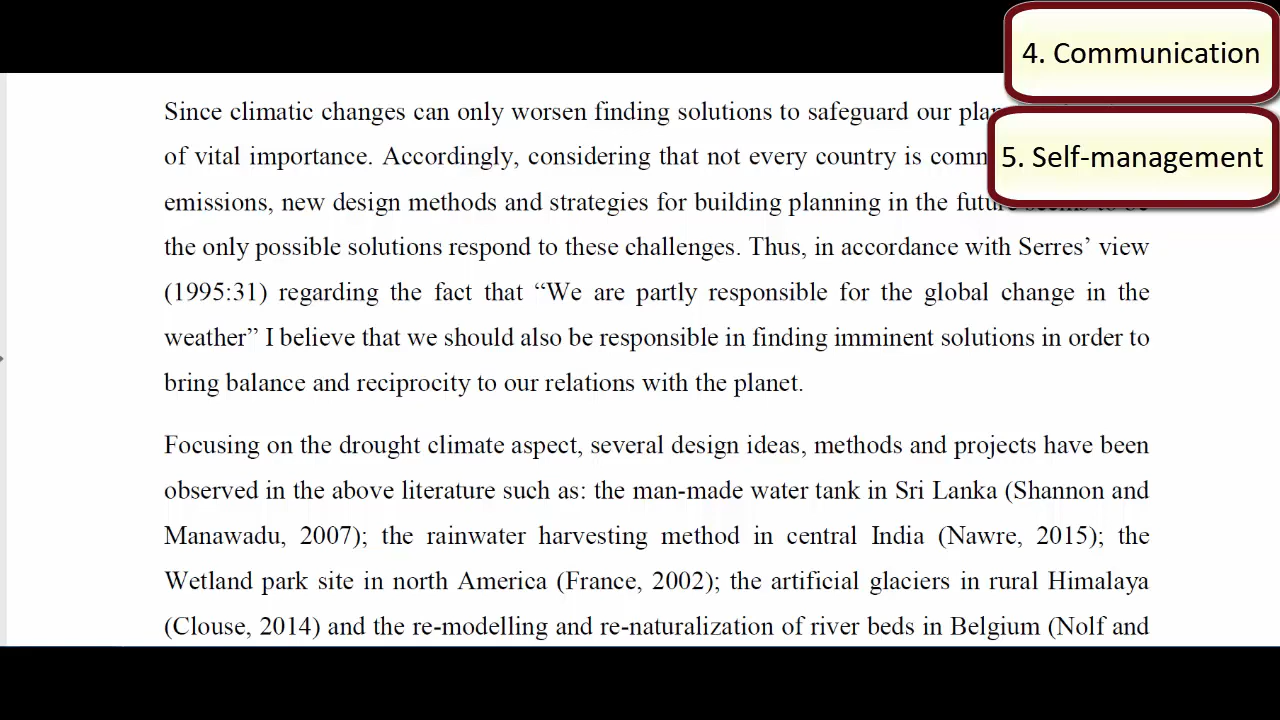 4. Communication
5. Self-management
Since climatic changes can only worsen finding solutions to safeguard our
of vital importance. Accordingly, considering that not every country is
emissions, new design methods and strategies for building planning in the future seems to be
the only possible solutions respond to these challenges. Thus, in accordance with Serres’ view
(1995:31) regarding the fact that “We are partly responsible for the global change in the
weather” I believe that we should also be responsible in finding imminent solutions in order to
bring balance and reciprocity to our relations with the planet.
Focusing on the drought climate aspect, several design ideas, methods and projects have been
observed in the above literature such as: the man-made water tank in Sri Lanka (Shannon and
Manawadu, 2007); the rainwater harvesting method in central India (Nawre, 2015); the
Wetland park site in north America (France, 2002); the artificial glaciers in rural Himalaya
(Clouse, 2014) and the re-modelling and re-naturalization of river beds in Belgium (Nolf and